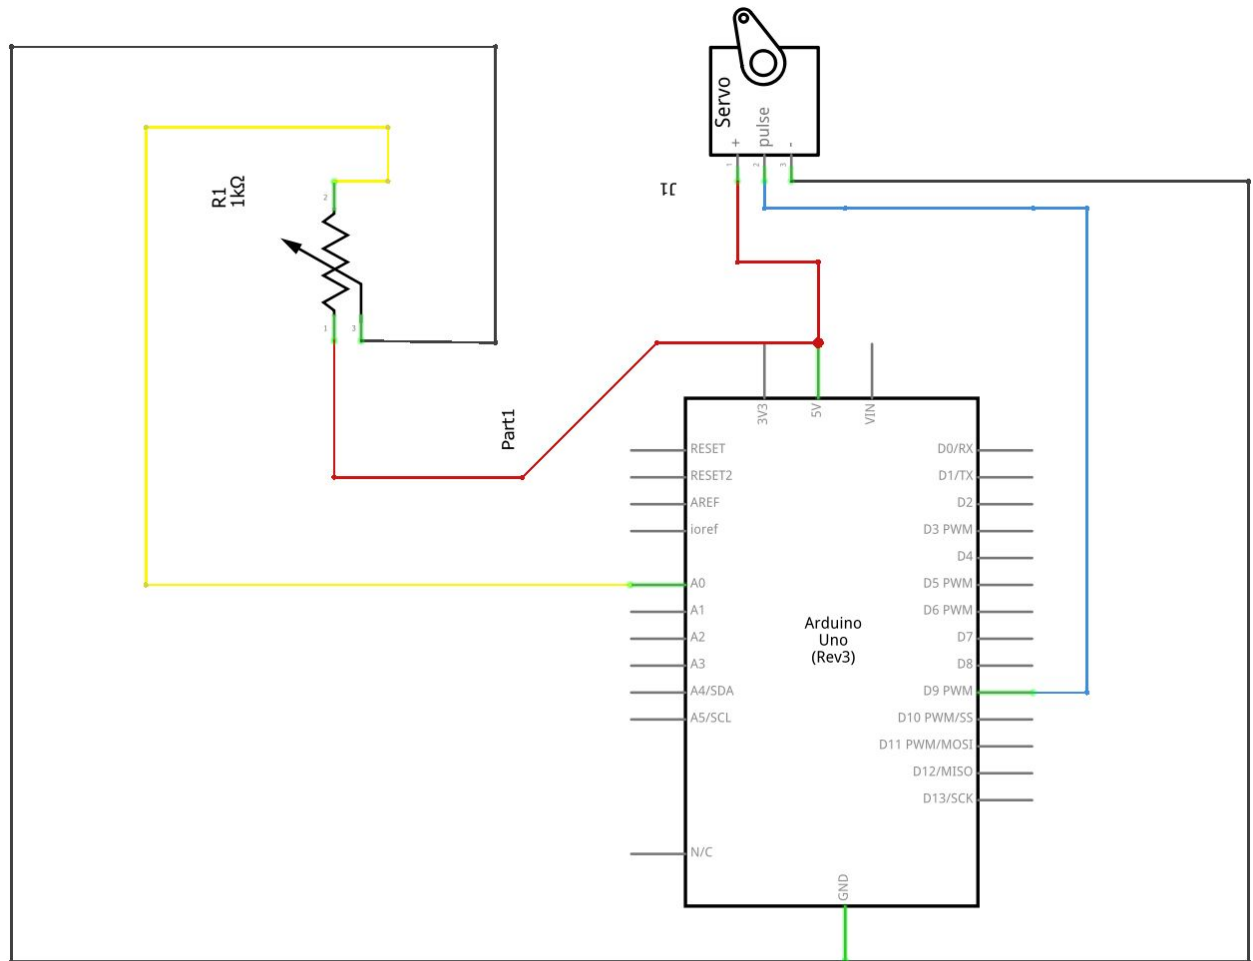 Servo
+
pulse
-
1
2
3
J1
R1
1kΩ
2
1
3
Part1
3V3
5V
VIN
RESET
RESET2
AREF
ioref
A0
A1
A2
A3
A4/SDA
A5/SCL
N/C
Arduino
Uno
(Rev3)
D0/RX
D1/TX
D2
D3 PWM
D4
D5 PWM
D6 PWM
D7
D8
D9 PWM
D10 PWM/SS
D11 PWM/MOSI
D12/MISO
D13/SCK
GND